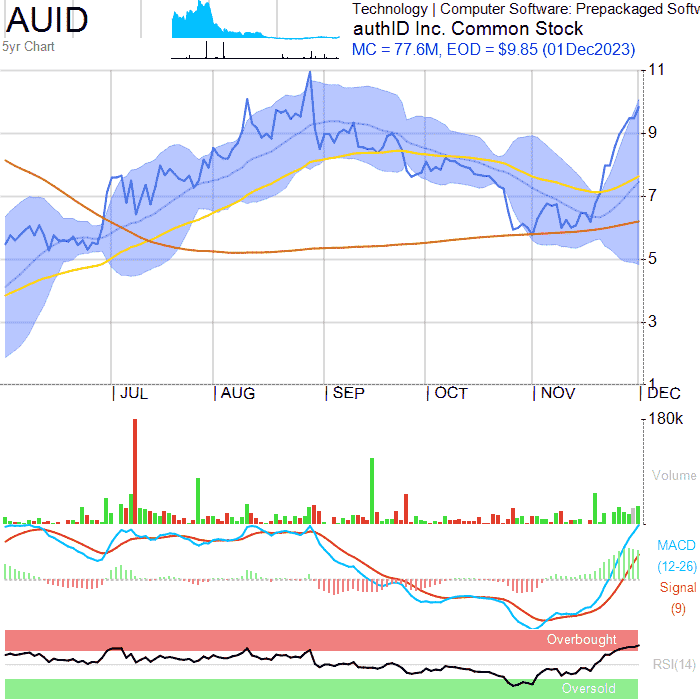 AUID
5yr Chart
Technology | Computer Software: Prepackaged Softw
authID Inc. Common Stock
MC = 77.6M, EOD = $9.85 (01Dec2023)
11
9
7
5
3
1
JUL AUG SEP OCT NOV DEC
180k
Volume
MACD
(12-26)
Signal
(9)
Overbought
RSI(14)
Oversold